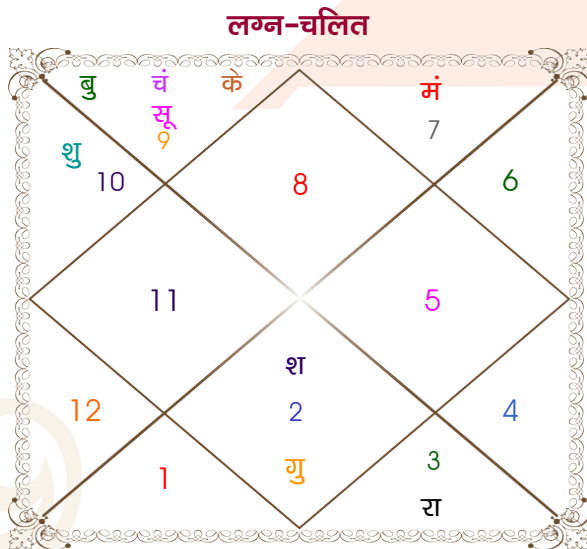 लग्न-चलित
बु चं के मं
सू
9 7
शु
10 8 6
11 5
श
12 2 4
1 गु 3
रा